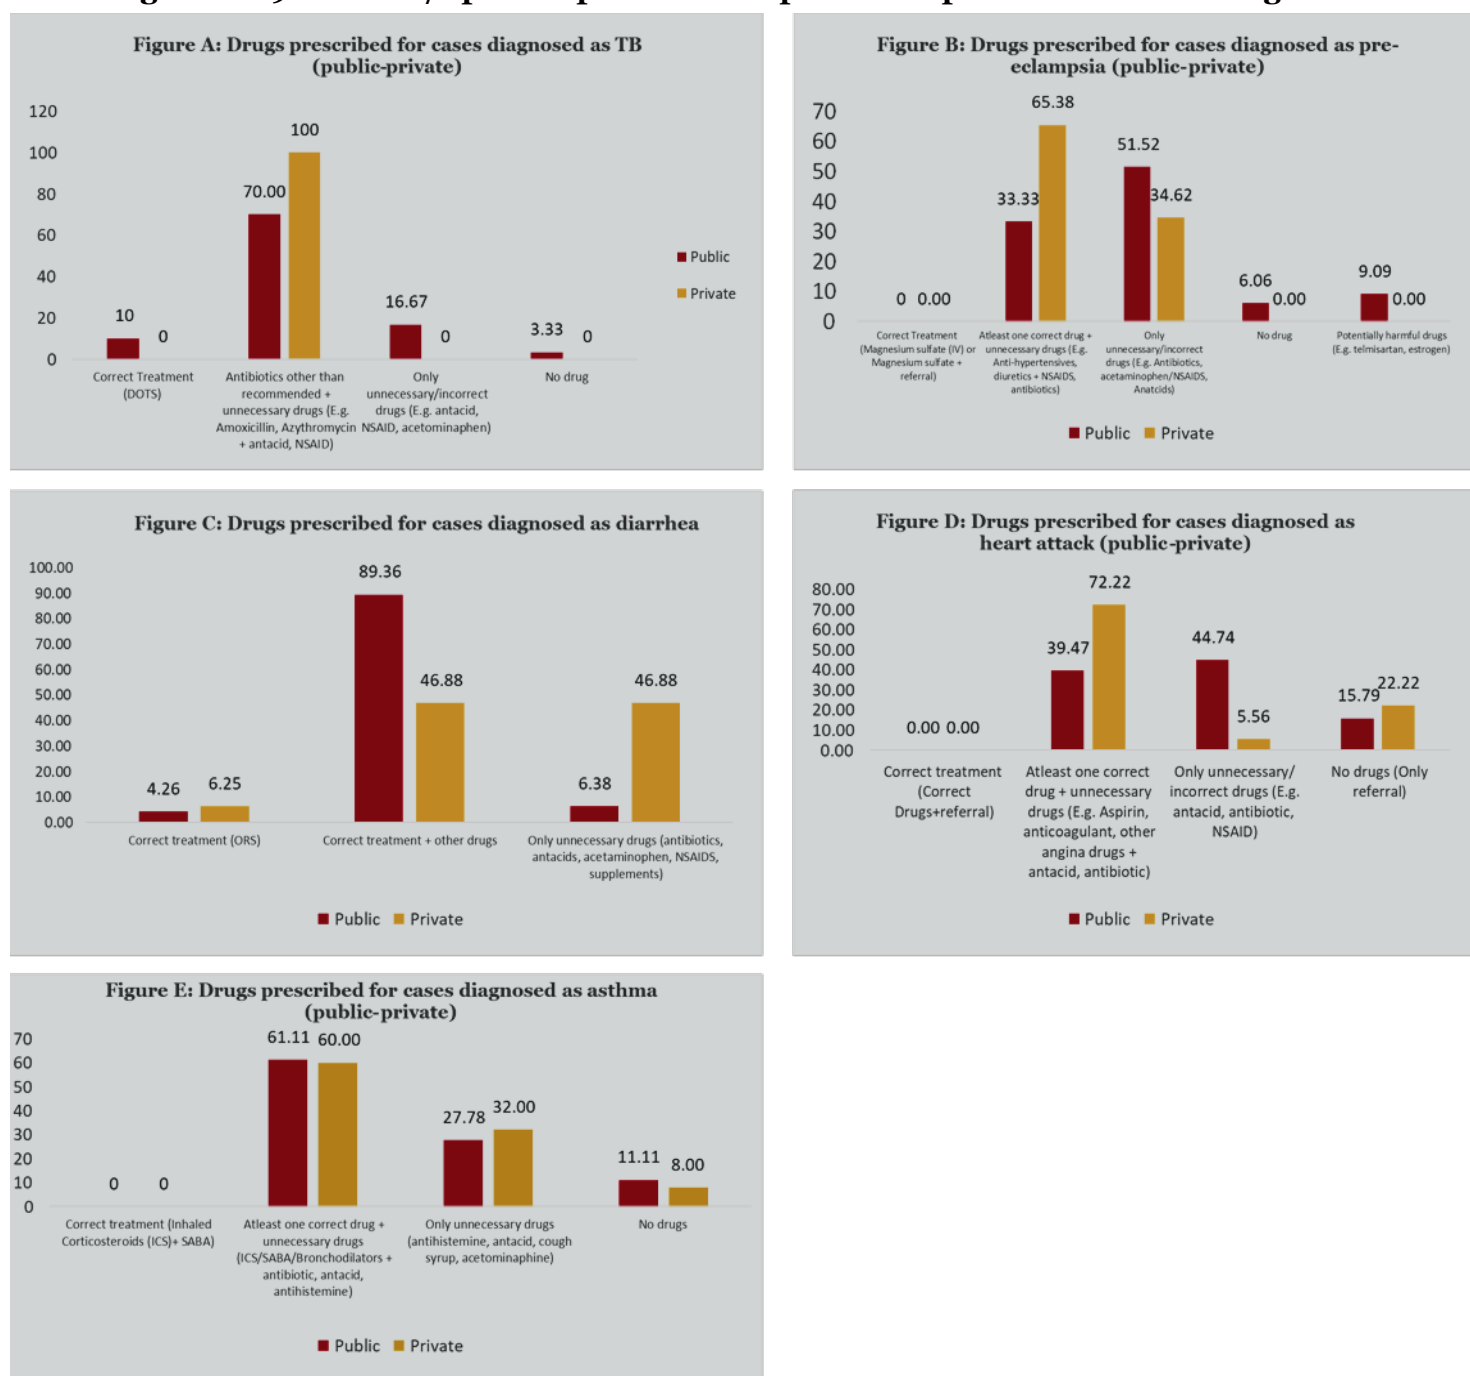 Figure A: Drugs prescribed for cases diagnosed as TB
(public-private)
120
100
80
60
40
20
0
10
0
70.00
100
16.67
0
3.33
0
Correct Treatment
(DOTS)
Antibiotics other than
recommended +
unnecessary drugs (E.g.
Amoxicillin, Azythromycin
+ antacid, NSAID)
Only
unnecessary/incorrect
drugs (E.g. antacid,
NSAID, acetominaphen)
No drug
Public
Private
Figure B: Drugs prescribed for cases diagnosed as pre-
eclampsia (public-private)
70
60
50
40
30
20
10
0
0
0.00
33.33
65.38
51.52
34.62
6.06
0.00
9.09
0.00
Correct Treatment
(Magnesium sulfate (IV) or
Magnesium sulfate +
referral)
Atleast one correct drug +
unnecessary drugs (E.g.
Anti-hypertensives,
diuretics + NSAIDS,
antibiotics)
Only
unnecessary/incorrect
drugs (E.g. Antibiotics,
acetaminophen/NSAIDS,
Anatcids)
No drug
Potentially harmful drugs
(E.g. telmisartan, estrogen)
Public
Private
Figure C: Drugs prescribed for cases diagnosed as diarrhea
100.00
90.00
80.00
70.00
60.00
50.00
40.00
30.00
20.00
10.00
0.00
4.26
6.25
89.36
46.88
6.38
46.88
Correct treatment (ORS)
Correct treatment + other drugs
Only unnecessary drugs (antibiotics,
antacids, acetaminophen, NSAIDS,
supplements)
Public
Private
Figure D: Drugs prescribed for cases diagnosed as
heart attack (public-private)
80.00
70.00
60.00
50.00
40.00
30.00
20.00
10.00
0.00
0.00
0.00
39.47
72.22
44.74
5.56
15.79
22.22
Correct treatment
(Correct
Drugs+referral)
Atleast one correct
drug + unnecessary
drugs (E.g. Aspirin,
anticoagulant, other
angina drugs +
antacid, antibiotic)
Only unnecessary/
incorrect drugs (E.g.
antacid, antibiotic,
NSAID)
No drugs (Only
referral)
Public
Private
Figure E: Drugs prescribed for cases diagnosed as asthma
(public-private)
70
60
50
40
30
20
10
0
0
0
61.11
60.00
27.78
32.00
11.11
8.00
Correct treatment (Inhaled
Corticosteroids (ICS)+ SABA)
Atleast one correct drug +
unnecessary drugs
(ICS/SABA/Bronchodilators +
antibiotic, antacid,
antihistemine)
Only unnecessary drugs
(antihistemine, antacid, cough
syrup, acetominaphine)
No drugs
Public
Private